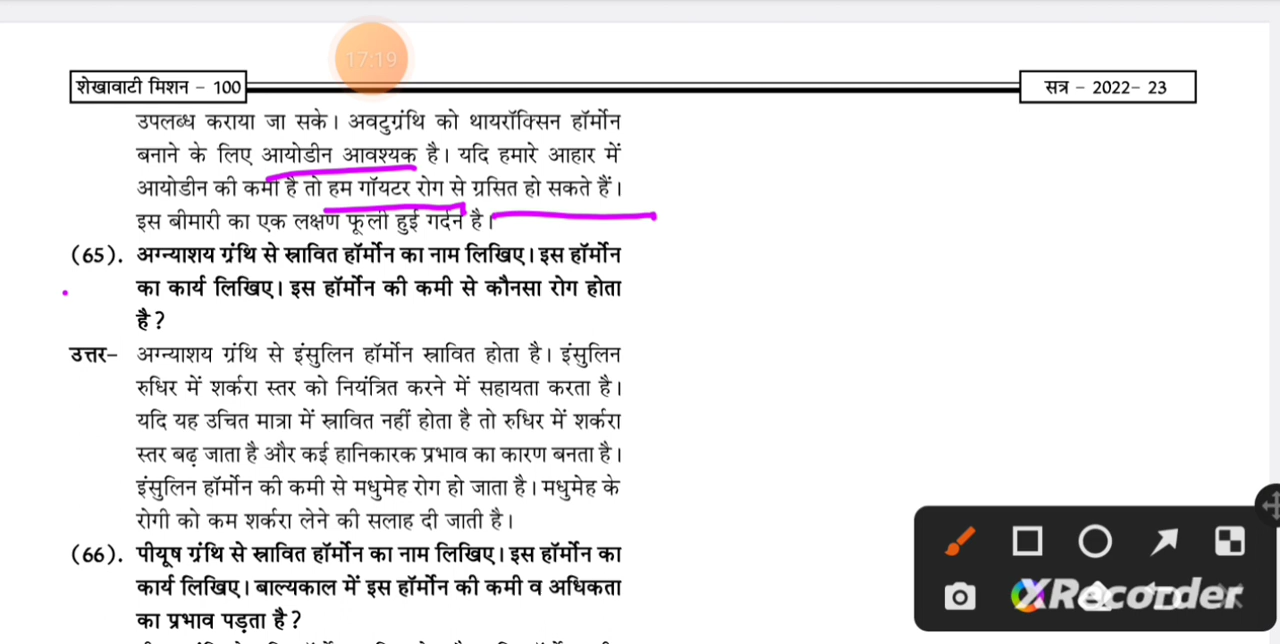 17:19
शेखावाटी मिशन - 100
सत्र - 2022- 23
उपलब्ध कराया जा सके। अवटुग्रंथि को थायरॉक्सिन हॉर्मोन
बनाने के लिए आयोडीन आवश्यक है। यदि हमारे आहार में
आयोडीन की कमी है तो हम गॉयटर रोग से ग्रसित हो सकते हैं।
इस बीमारी का एक लक्षण फूली हुई गर्दन है।
(65). अग्न्याशय ग्रंथि से स्रावित हॉर्मोन का नाम लिखिए। इस हॉर्मोन
का कार्य लिखिए। इस हॉर्मोन की कमी से कौनसा रोग होता
है?
उत्तर- अग्न्याशय ग्रंथि से इंसुलिन हॉर्मोन स्रावित होता है। इंसुलिन
रुधिर में शर्करा स्तर को नियंत्रित करने में सहायता करता है।
यदि यह उचित मात्रा में स्रावित नहीं होता है तो रुधिर में शर्करा
स्तर बढ़ जाता है और कई हानिकारक प्रभाव का कारण बनता है।
इंसुलिन हॉर्मोन की कमी से मधुमेह रोग हो जाता है। मधुमेह के
रोगी को कम शर्करा लेने की सलाह दी जाती है।
(66). पीयूष ग्रंथि से स्रावित हॉर्मोन का नाम लिखिए। इस हॉर्मोन का
कार्य लिखिए। बाल्यकाल में इस हॉर्मोन की कमी व अधिकता
का प्रभाव पड़ता है?
XRecorder